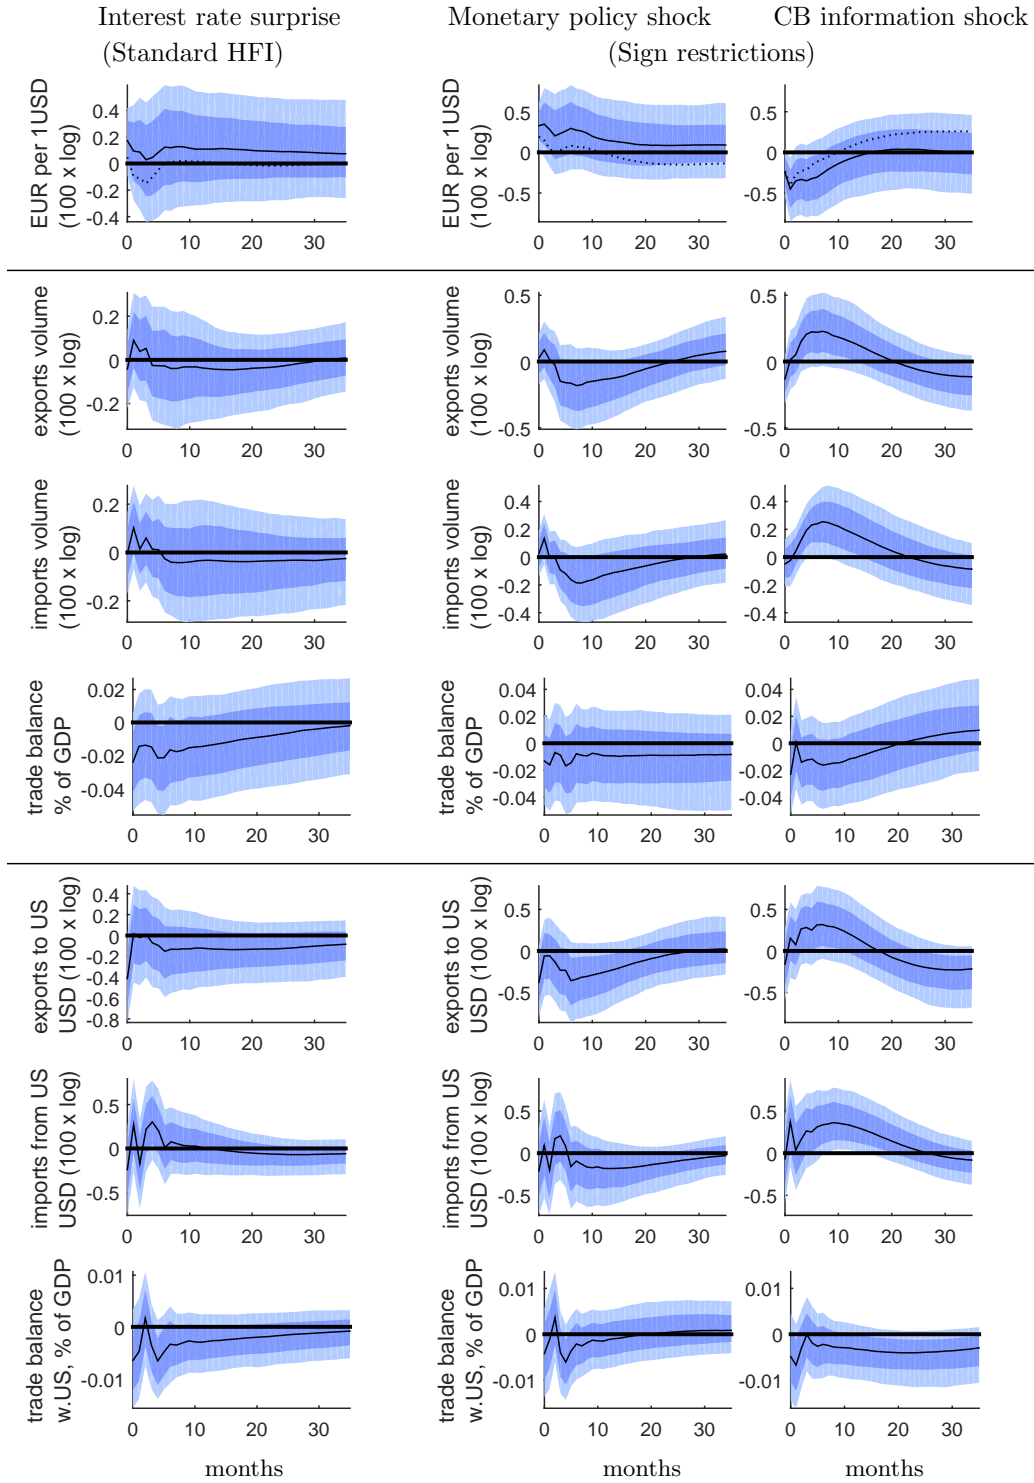 Interest rate surprise Monetary policy shock CB information shock
(Standard HFI) (Sign restrictions)
EUR per 1USD
(100 x log)
0.4
0.2
0
-0.2
-0.4
0 10 20 30
EUR per 1USD
(100 x log)
0.5
0
-0.5
0 10 20 30
0.5
0
-0.5
0 10 20 30
exports volume
(100 x log)
0.2
0
-0.2
0 10 20 30
exports volume
(100 x log)
0.5
0
-0.5
0 10 20 30
0.5
0
-0.5
0 10 20 30
imports volume
(100 x log)
0.2
0
-0.2
0 10 20 30
imports volume
(100 x log)
0.4
0.2
0
-0.2
-0.4
0 10 20 30
0.4
0.2
0
-0.2
-0.4
0 10 20 30
trade balance
% of GDP
0.02
0
-0.02
-0.04
0 10 20 30
trade balance
% of GDP
0.04
0.02
0
-0.02
-0.04
0 10 20 30
0.04
0.02
0
-0.02
-0.04
0 10 20 30
exports to US
USD (100 x log)
0.4
0.2
0
-0.2
-0.4
-0.6
-0.8
0 10 20 30
exports to US
USD (100 x log)
0.5
0
-0.5
0 10 20 30
0.5
0
-0.5
0 10 20 30
imports from US
USD (100 x log)
0.5
0
-0.5
0 10 20 30
imports from US
USD (100 x log)
0.5
0
-0.5
0 10 20 30
0.5
0
-0.5
0 10 20 30
trade balance
w.US, % of GDP
0.01
0
-0.01
0 10 20 30
trade balance
w.US, % of GDP
0.01
0
-0.01
0 10 20 30
0.01
0
-0.01
0 10 20 30
months months months